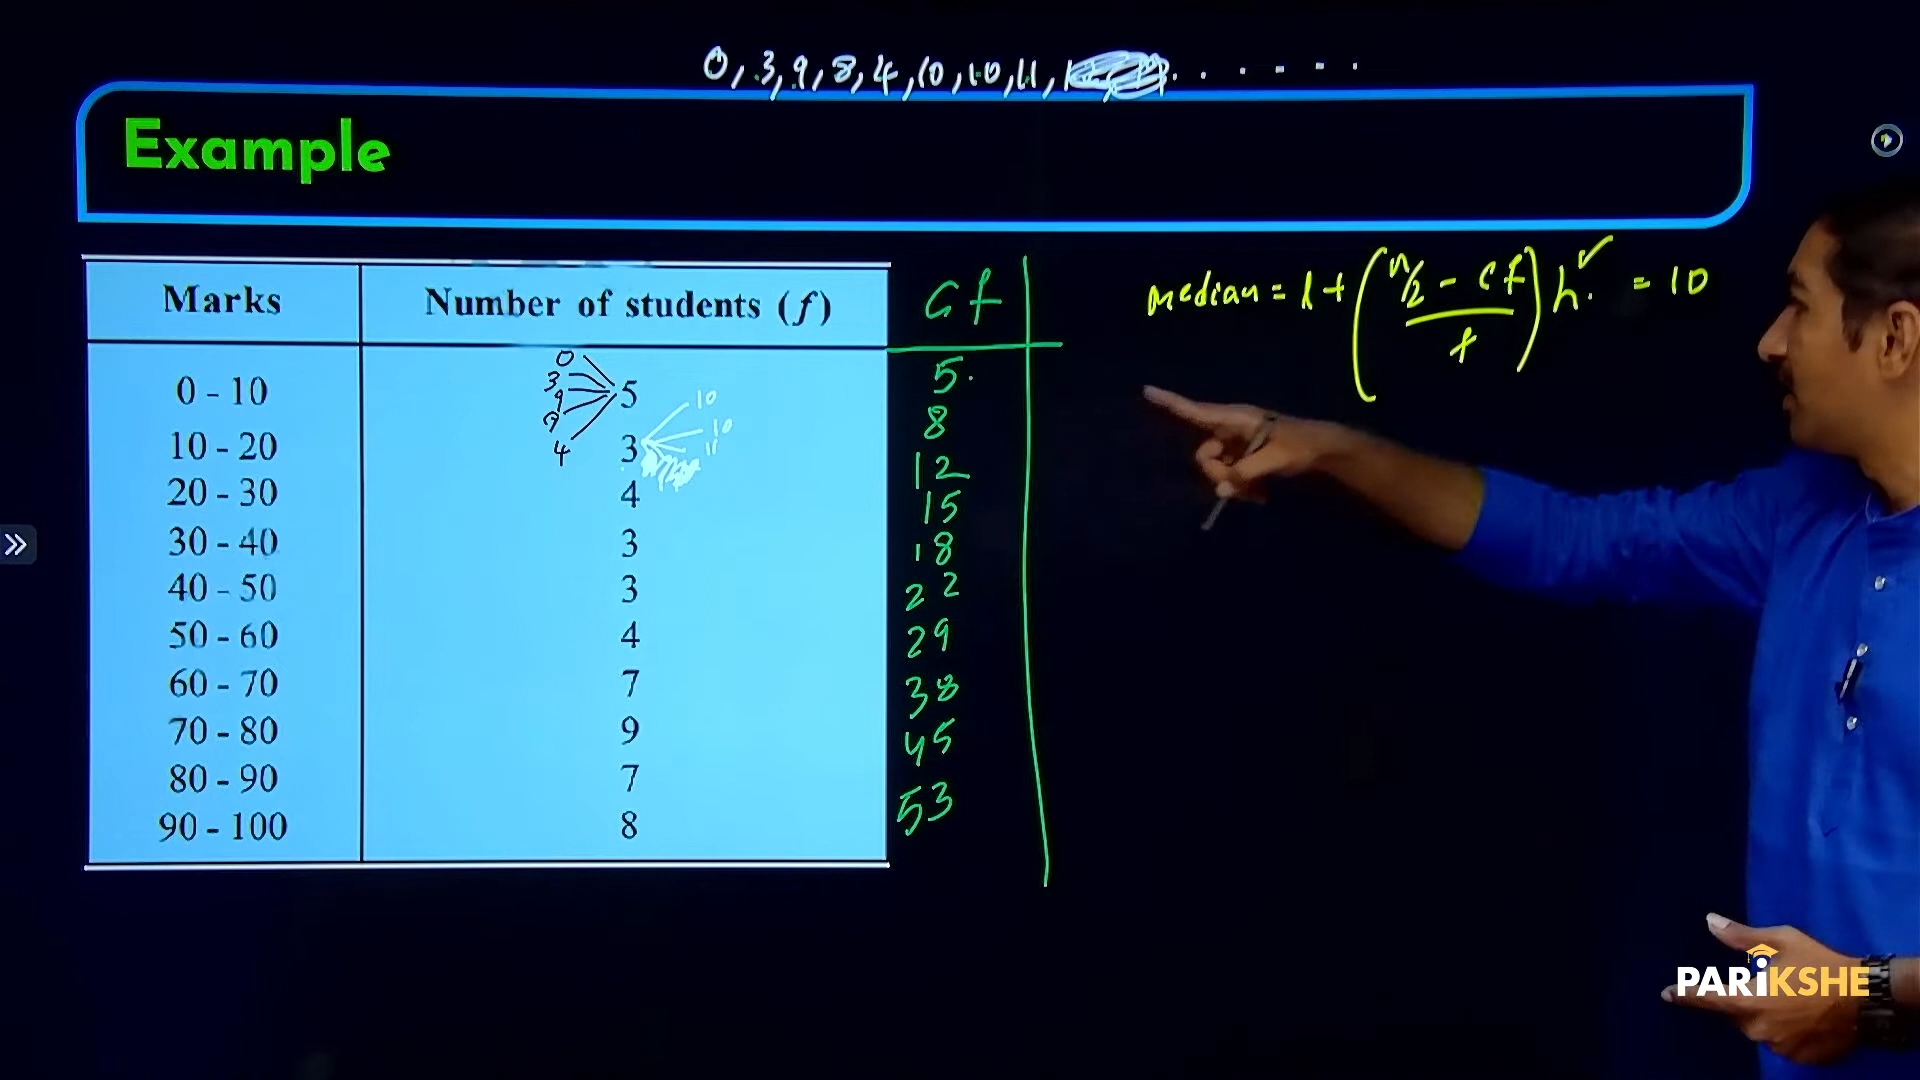 0, 3, 9, 8, 4, 10, 10, 11, . . . . . .
Example
Marks Number of students (f) Cf
0 - 10 5 5
10 - 20 3 8
20 - 30 4 12
30 - 40 3 15
40 - 50 3 18
50 - 60 4 22
60 - 70 7 29
70 - 80 9 38
80 - 90 7 45
90 - 100 8 53
0
3
9
4
10
10
11
median = l + (n/2 - cf / f) h. ✓ = 10
PARiKSHE